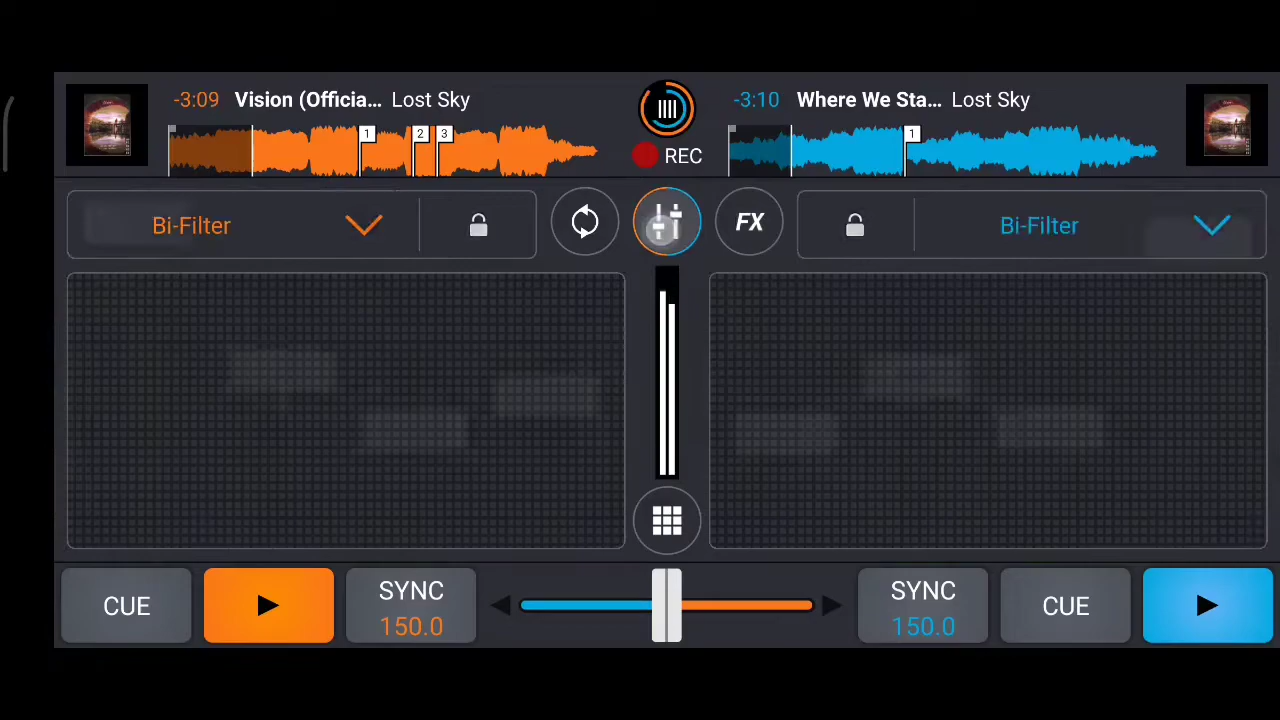 -3:09 Vision (Officia... Lost Sky
-3:10 Where We Sta... Lost Sky
1 2 3
1
REC
Bi-Filter
FX
Bi-Filter
CUE
SYNC
150.0
SYNC
150.0
CUE